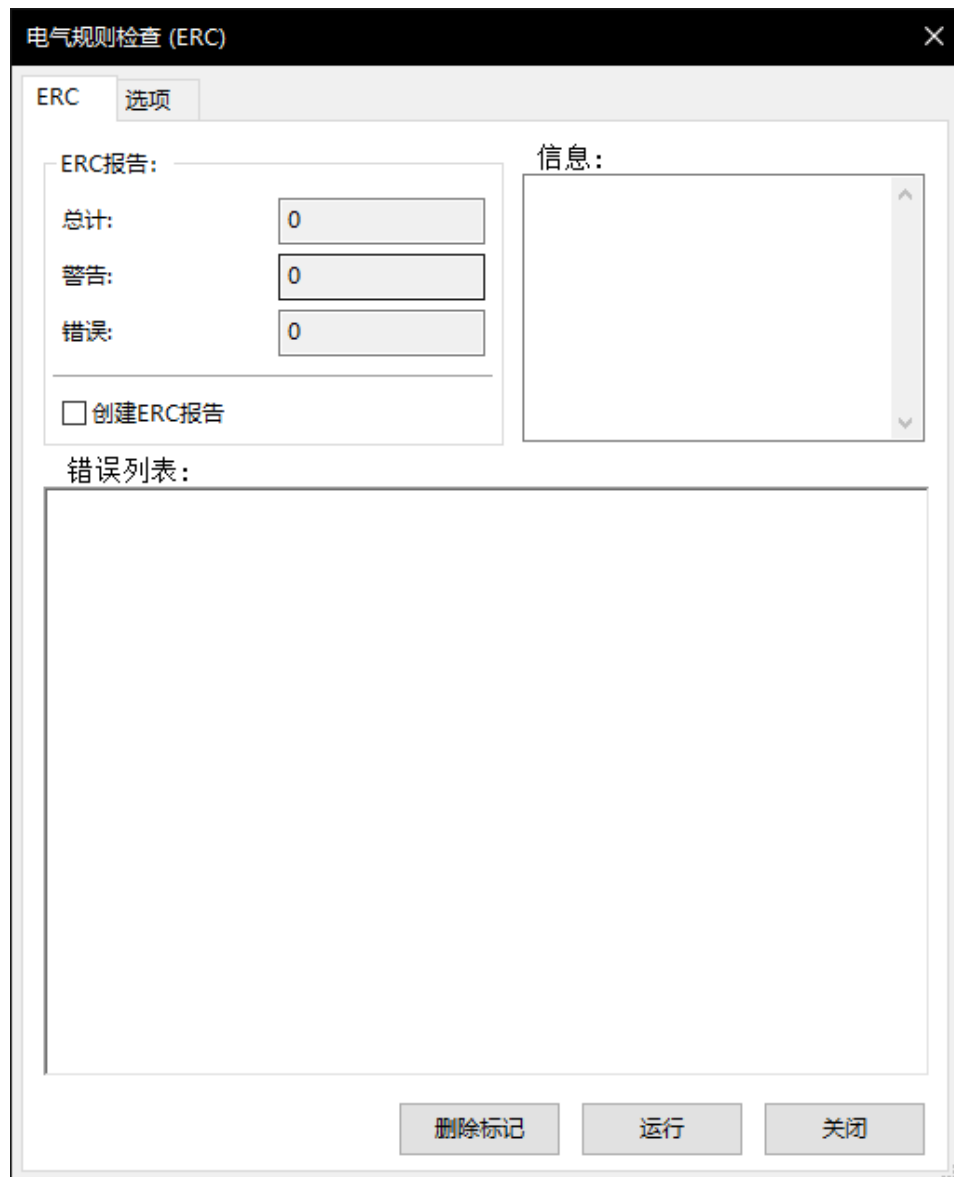 电气规则检查 (ERC)
ERC 选项
ERC报告:
总计: 0
警告: 0
错误: 0
创建ERC报告
信息:
错误列表:
删除标记 运行 关闭